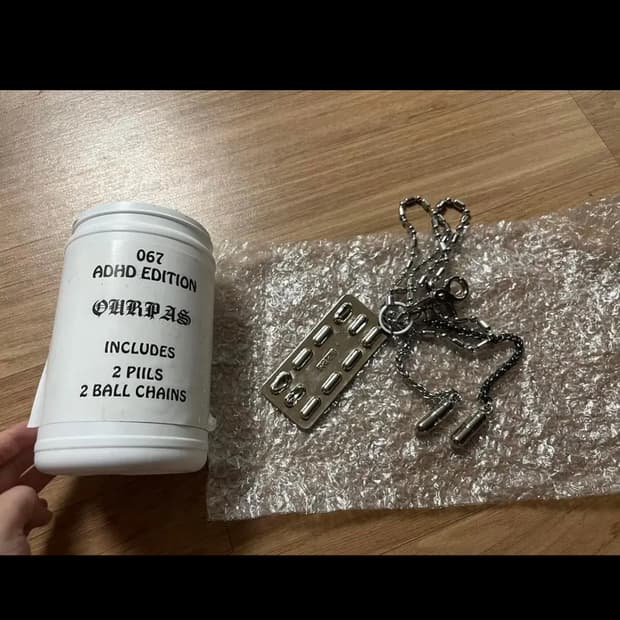 067
ADHD EDITION
OURPAS
INCLUDES
2 PIILS
2 BALL CHAINS